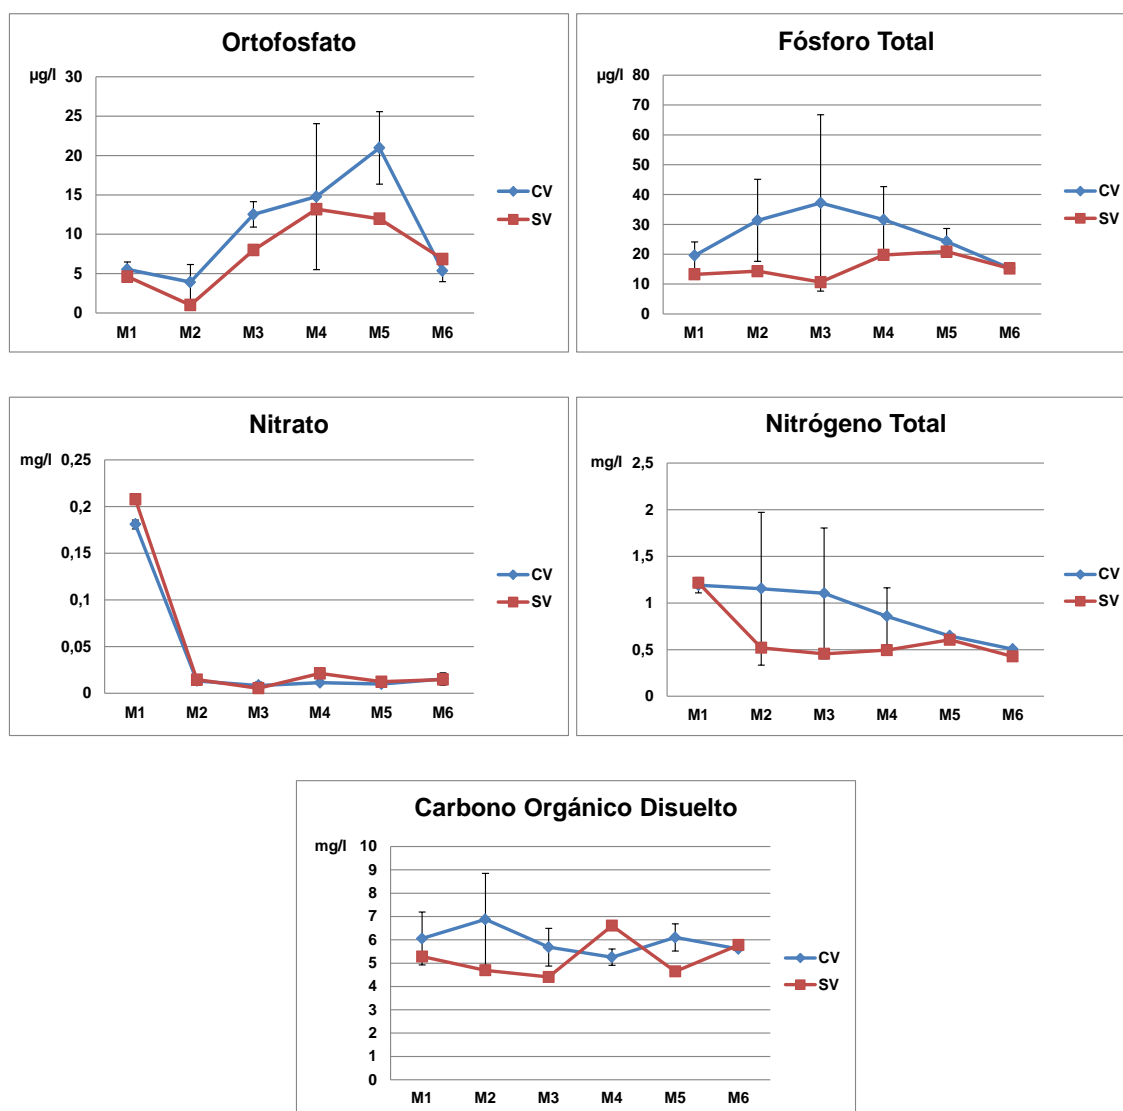 Ortofosfato
µg/l
30
25
20
15
10
5
0
M1 M2 M3 M4 M5 M6
CV
SV
Fósforo Total
µg/l
80
70
60
50
40
30
20
10
0
M1 M2 M3 M4 M5 M6
CV
SV
Nitrato
mg/l
0,25
0,2
0,15
0,1
0,05
0
M1 M2 M3 M4 M5 M6
CV
SV
Nitrógeno Total
mg/l
2,5
2
1,5
1
0,5
0
M1 M2 M3 M4 M5 M6
CV
SV
Carbono Orgánico Disuelto
mg/l
10
9
8
7
6
5
4
3
2
1
0
M1 M2 M3 M4 M5 M6
CV
SV